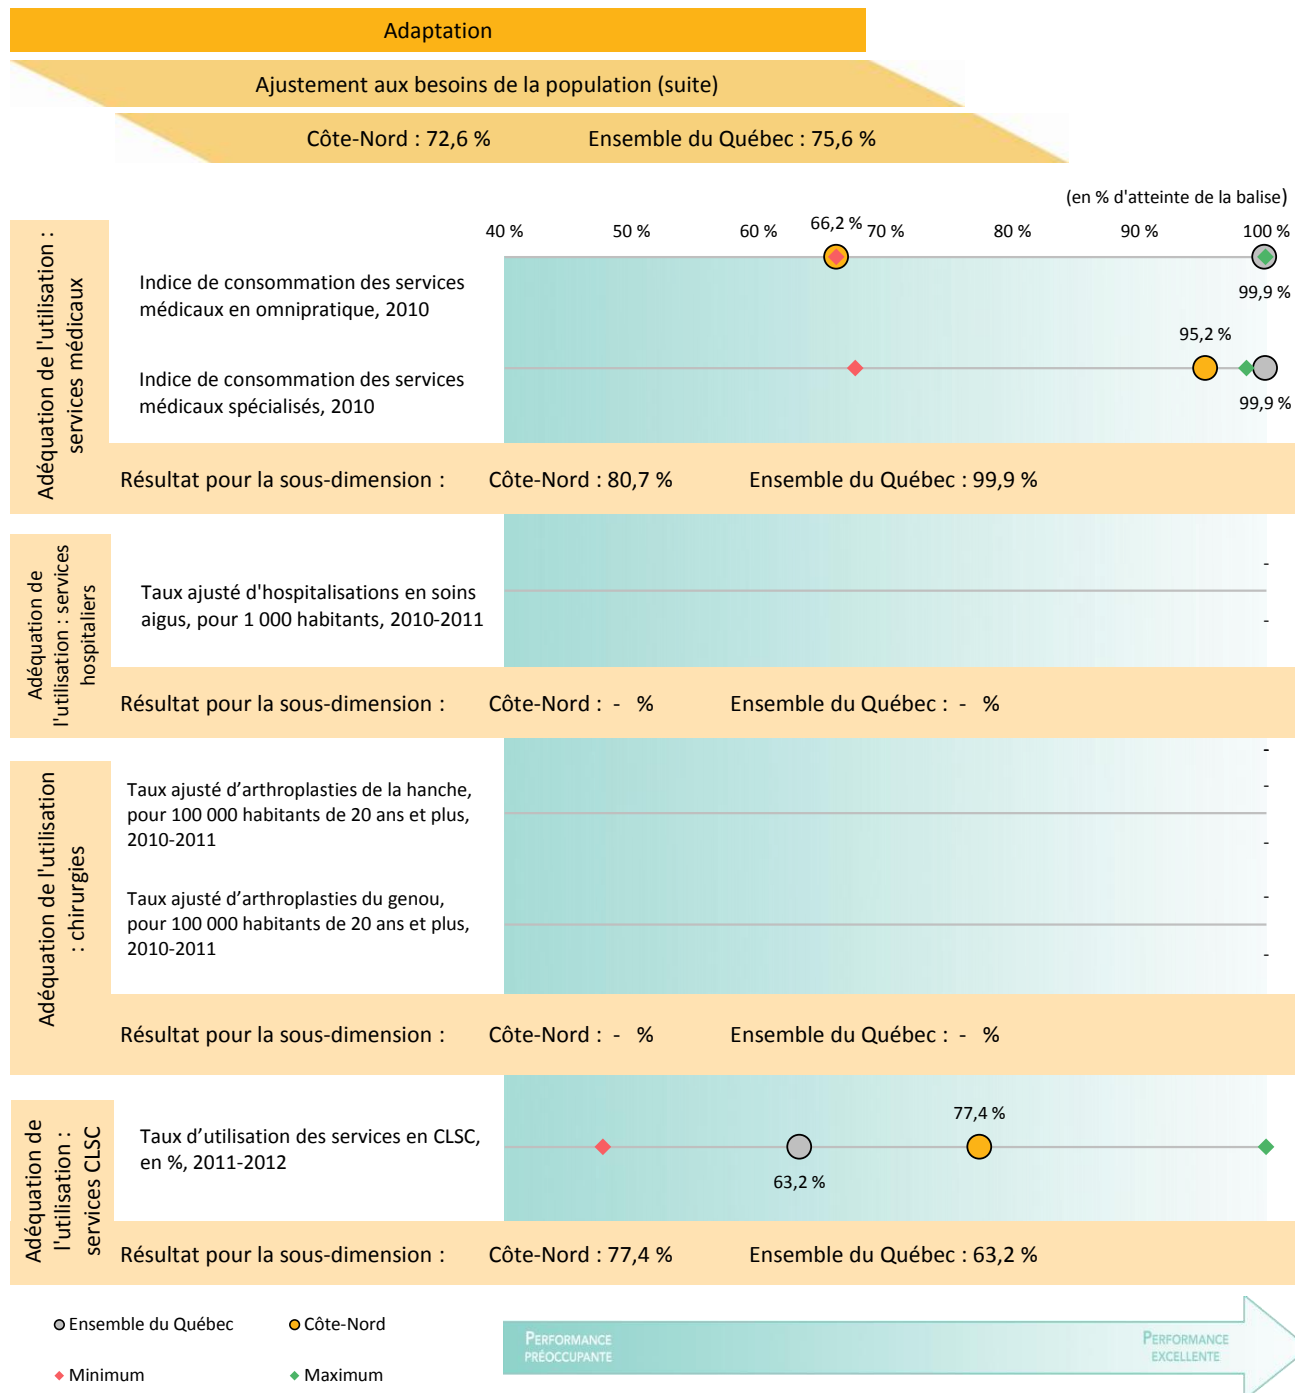 Adaptation
Ajustement aux besoins de la population (suite)
Côte-Nord : 72,6 % Ensemble du Québec : 75,6 %
(en % d'atteinte de la balise)
40 % 50 % 60 % 70 % 80 % 90 % 100 %
Adéquation de l'utilisation :
services médicaux
66,2 %
Indice de consommation des services
médicaux en omnipratique, 2010
99,9 %
95,2 %
Indice de consommation des services
médicaux spécialisés, 2010
99,9 %
Résultat pour la sous-dimension : Côte-Nord : 80,7 % Ensemble du Québec : 99,9 %
Adéquation de
l'utilisation : services
hospitaliers
-
Taux ajusté d'hospitalisations en soins
aigus, pour 1 000 habitants, 2010-2011
-
Résultat pour la sous-dimension : Côte-Nord : - % Ensemble du Québec : - %
-
Adéquation de l'utilisation
: chirurgies
-
Taux ajusté d’arthroplasties de la hanche,
pour 100 000 habitants de 20 ans et plus,
2010-2011
-
-
Taux ajusté d’arthroplasties du genou,
pour 100 000 habitants de 20 ans et plus,
2010-2011
-
Résultat pour la sous-dimension : Côte-Nord : - % Ensemble du Québec : - %
Adéquation de
l'utilisation :
services CLSC
77,4 %
Taux d’utilisation des services en CLSC,
en %, 2011-2012
63,2 %
Résultat pour la sous-dimension : Côte-Nord : 77,4 % Ensemble du Québec : 63,2 %
Ensemble du Québec Côte-Nord
Minimum Maximum
PERFORMANCE
PRÉOCCUPANTE
PERFORMANCE
EXCELLENTE